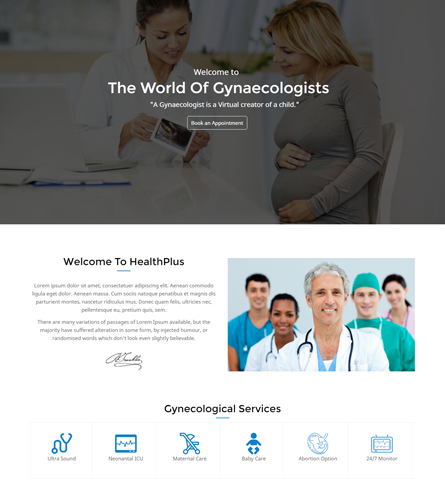 Welcome to
The World Of Gynaecologists
"A Gynaecologist is a Virtual creator of a child."
Book an Appointment
Welcome To HealthPlus
Lorem ipsum dolor sit amet, consectetuer adipiscing elit. Aenean commodo
ligula eget dolor. Aenean massa. Cum sociis natoque penatibus et magnis dis
parturient montes, nascetur ridiculus mus. Donec quam felis, ultricies nec,
pellentesque eu, pretium quis, sem.
There are many variations of passages of Lorem Ipsum available, but the
majority have suffered alteration in some form, by injected humour, or
randomised words which don't look even slightly believable.
Gynecological Services
Ultra Sound
Neonantal ICU
Maternal Care
Baby Care
Abortion Option
24/7 Monitor